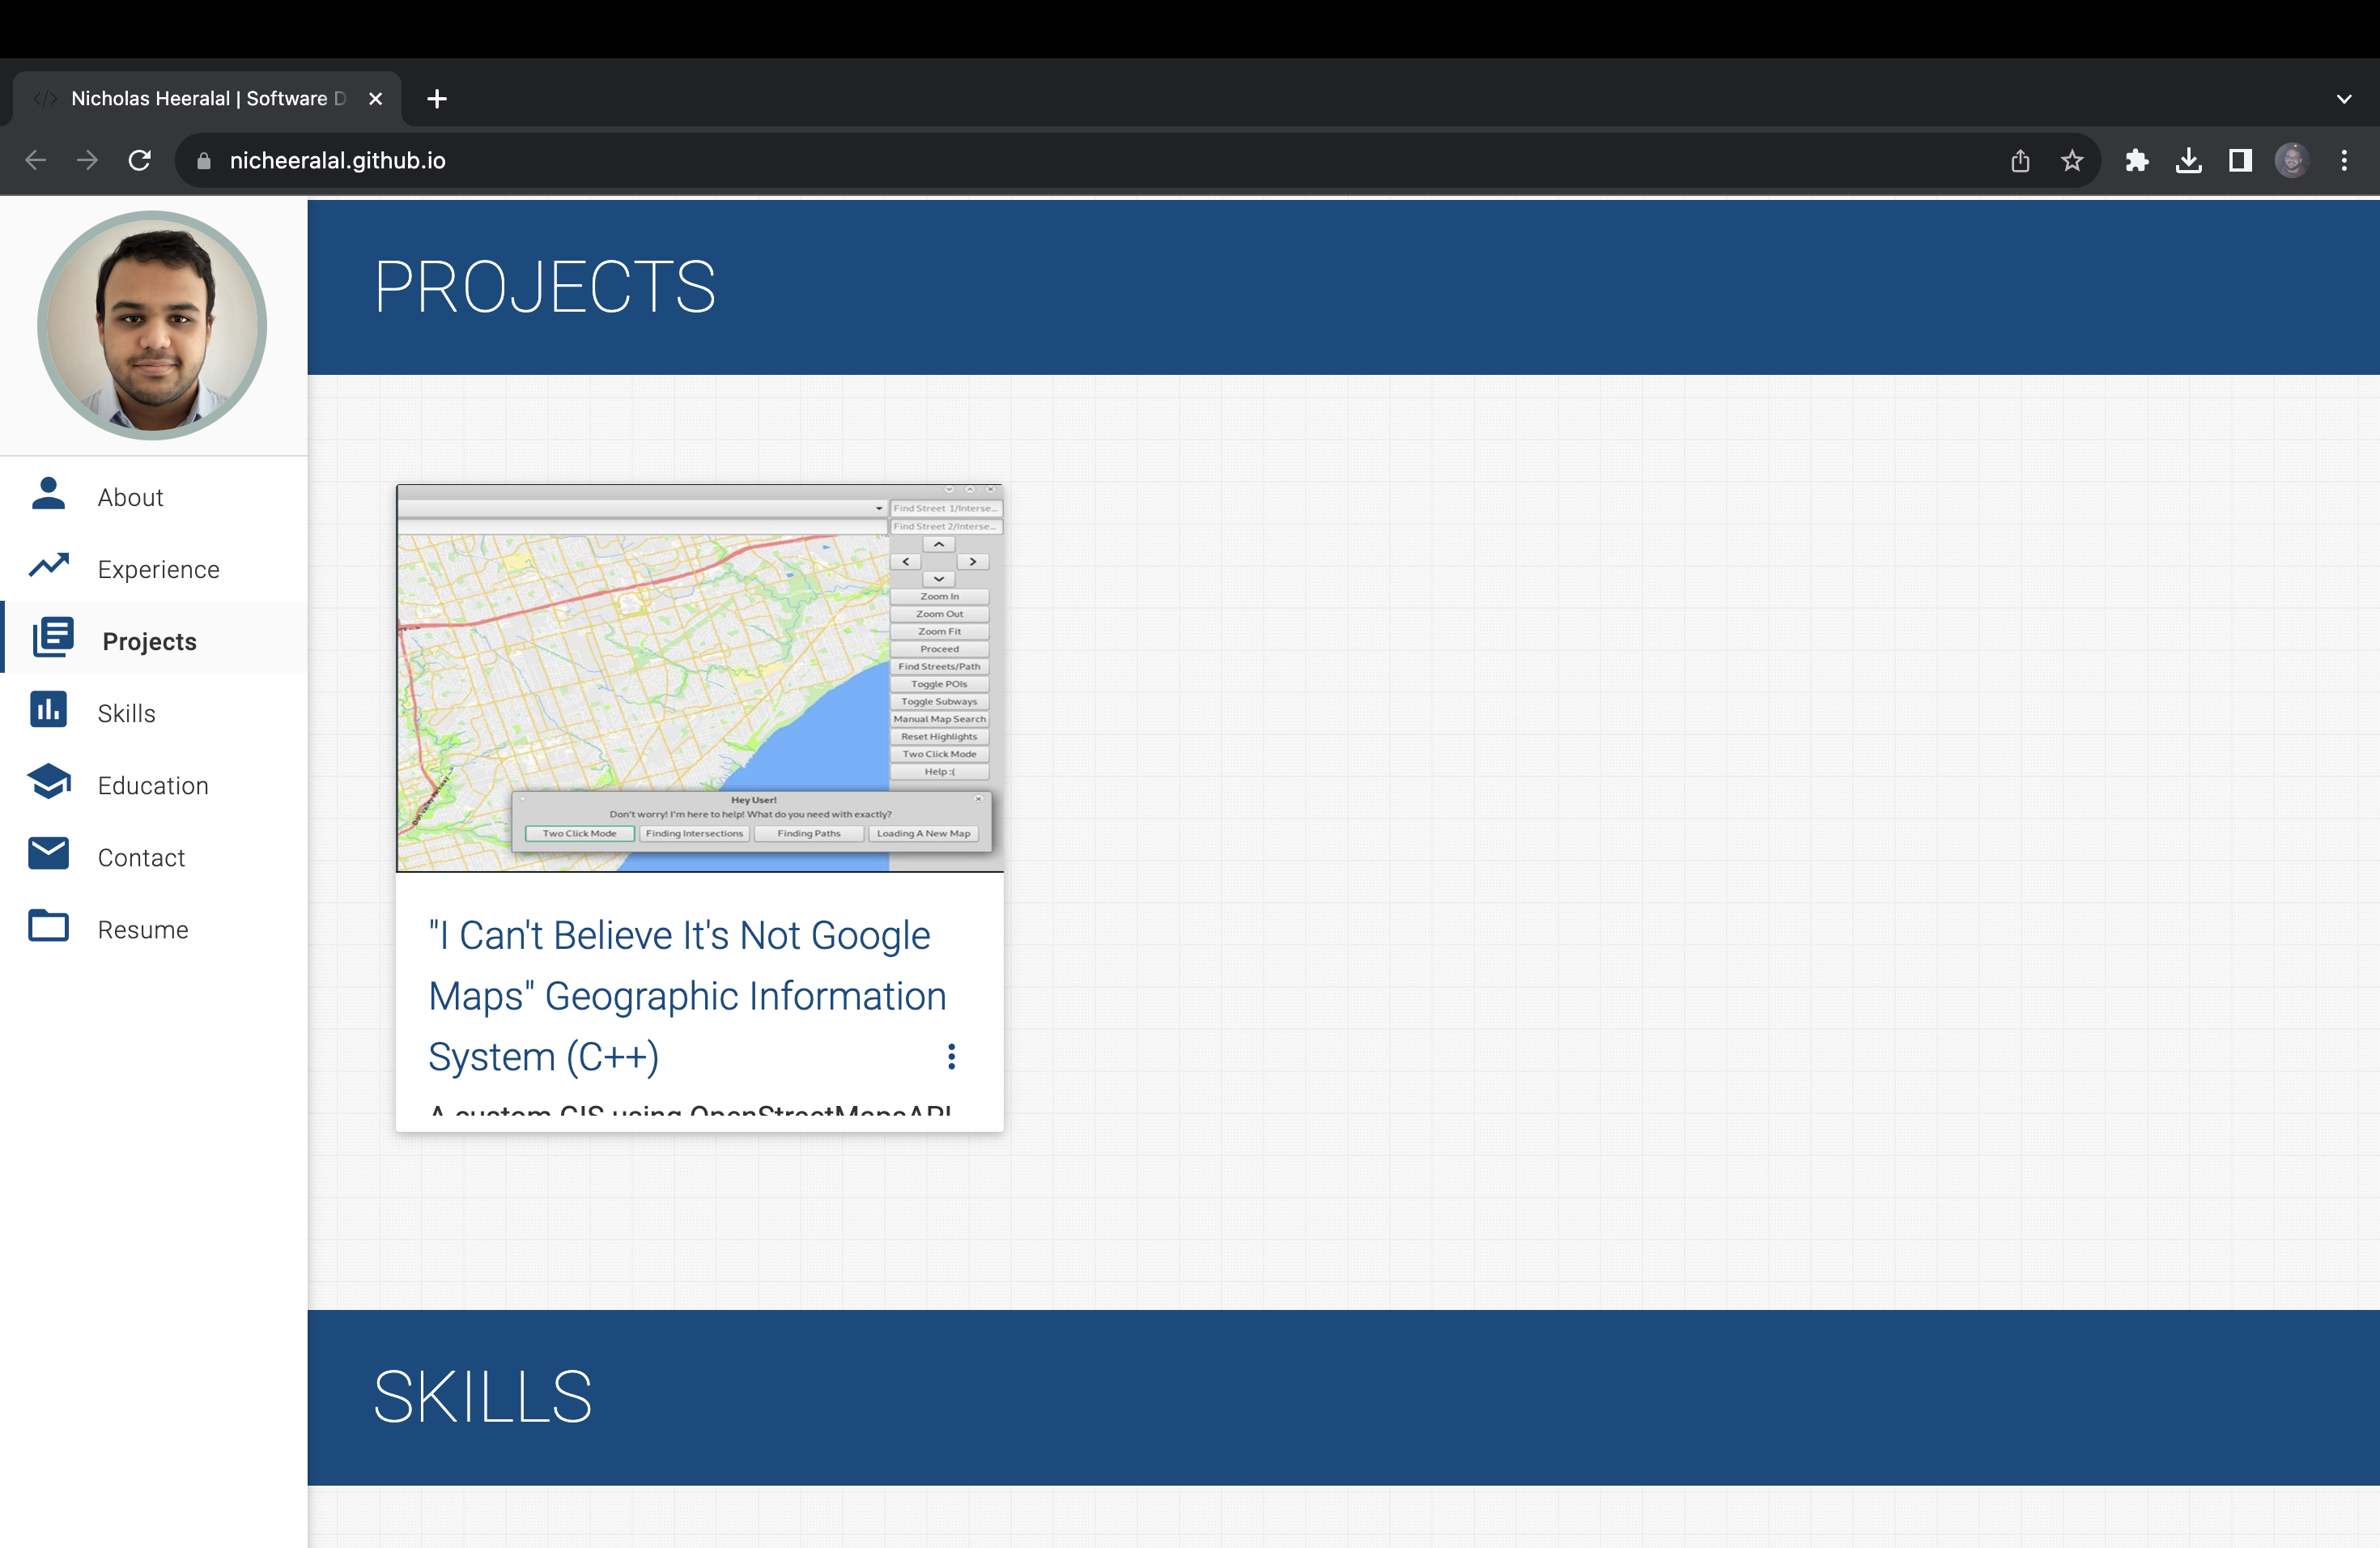 Nicholas Heeralal | Software D
nicheeralal.github.io
PROJECTS
About
Experience
Projects
Skills
Education
Contact
Resume
Find Street 1/Interse...
Find Street 2/Interse...
Zoom In
Zoom Out
Zoom Fit
Proceed
Find Streets/Path
Toggle POIs
Toggle Subways
Manual Map Search
Reset Highlights
Two Click Mode
Help :(
Hey User!
Don't worry! I'm here to help! What do you need with exactly?
Two Click Mode
Finding Intersections
Finding Paths
Loading A New Map
"I Can't Believe It's Not Google
Maps" Geographic Information
System (C++)
A custom GIS using OpenStreetMapsAPI
SKILLS